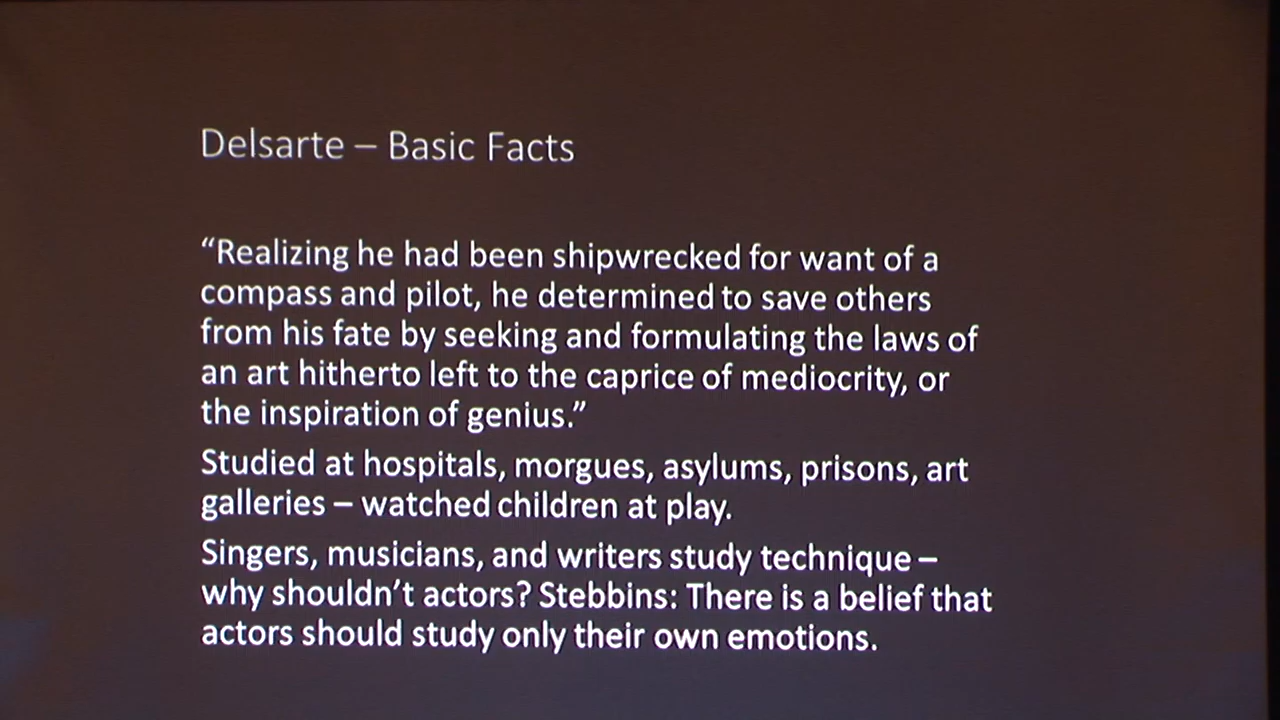 Delsarte – Basic Facts
“Realizing he had been shipwrecked for want of a
compass and pilot, he determined to save others
from his fate by seeking and formulating the laws of
an art hitherto left to the caprice of mediocrity, or
the inspiration of genius.”
Studied at hospitals, morgues, asylums, prisons, art
galleries – watched children at play.
Singers, musicians, and writers study technique –
why shouldn’t actors? Stebbins: There is a belief that
actors should study only their own emotions.